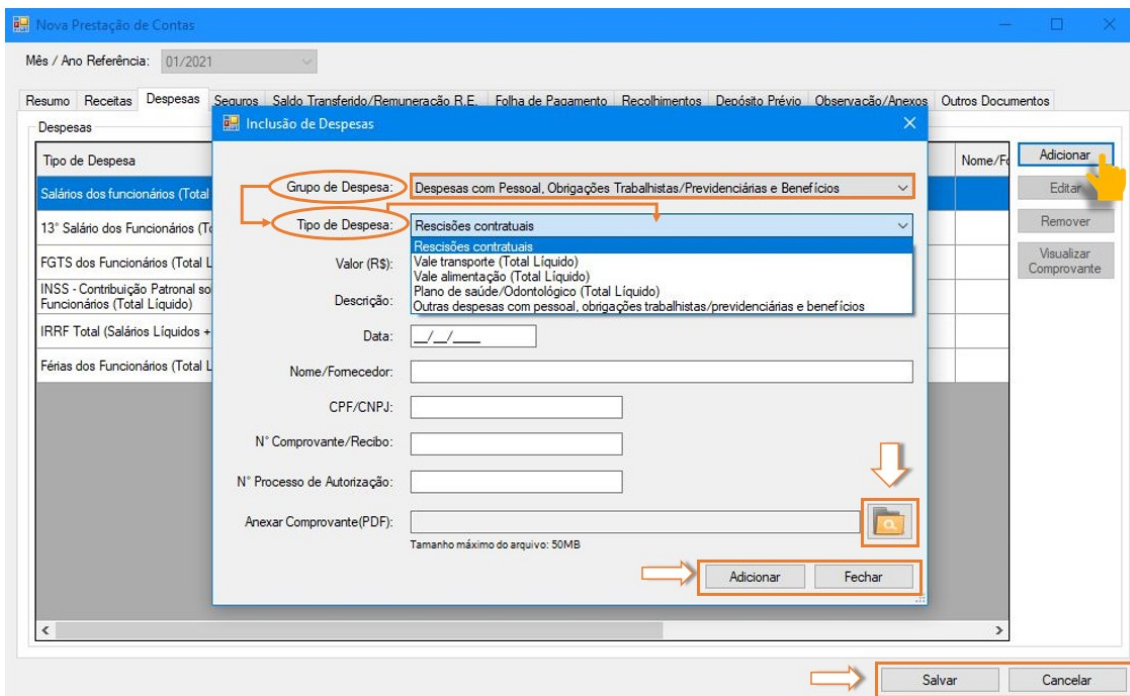 Nova Prestação de Contas
Mês / Ano Referência: 01/2021
Resumo Receitas Despesas Seguros Saldo Transferido/Remuneração R.E. Folha de Pagamento Recolhimentos Depósito Prévio Observação/Anexos Outros Documentos
Despesas
Tipo de Despesa
Nome/Fo
Salários dos funcionários (Total
13° Salário dos Funcionários (To
FGTS dos Funcionários (Total L
INSS - Contribuição Patronal so
Funcionários (Total Líquido)
IRRF Total (Salários Líquidos +
Férias dos Funcionários (Total L
Inclusão de Despesas
Grupo de Despesa: Despesas com Pessoal, Obrigações Trabalhistas/Previdenciárias e Benefícios
Tipo de Despesa: Rescisões contratuais
Rescisões contratuais
Vale transporte (Total Líquido)
Vale alimentação (Total Líquido)
Plano de saúde/Odontológico (Total Líquido)
Outras despesas com pessoal, obrigações trabalhistas/previdenciárias e benefícios
Valor (R$):
Descrição:
Data: __/__/____
Nome/Fornecedor:
CPF/CNPJ:
N° Comprovante/Recibo:
N° Processo de Autorização:
Anexar Comprovante(PDF):
Tamanho máximo do arquivo: 50MB
Adicionar Fechar
Adicionar
Editar
Remover
Visualizar
Comprovante
Salvar Cancelar